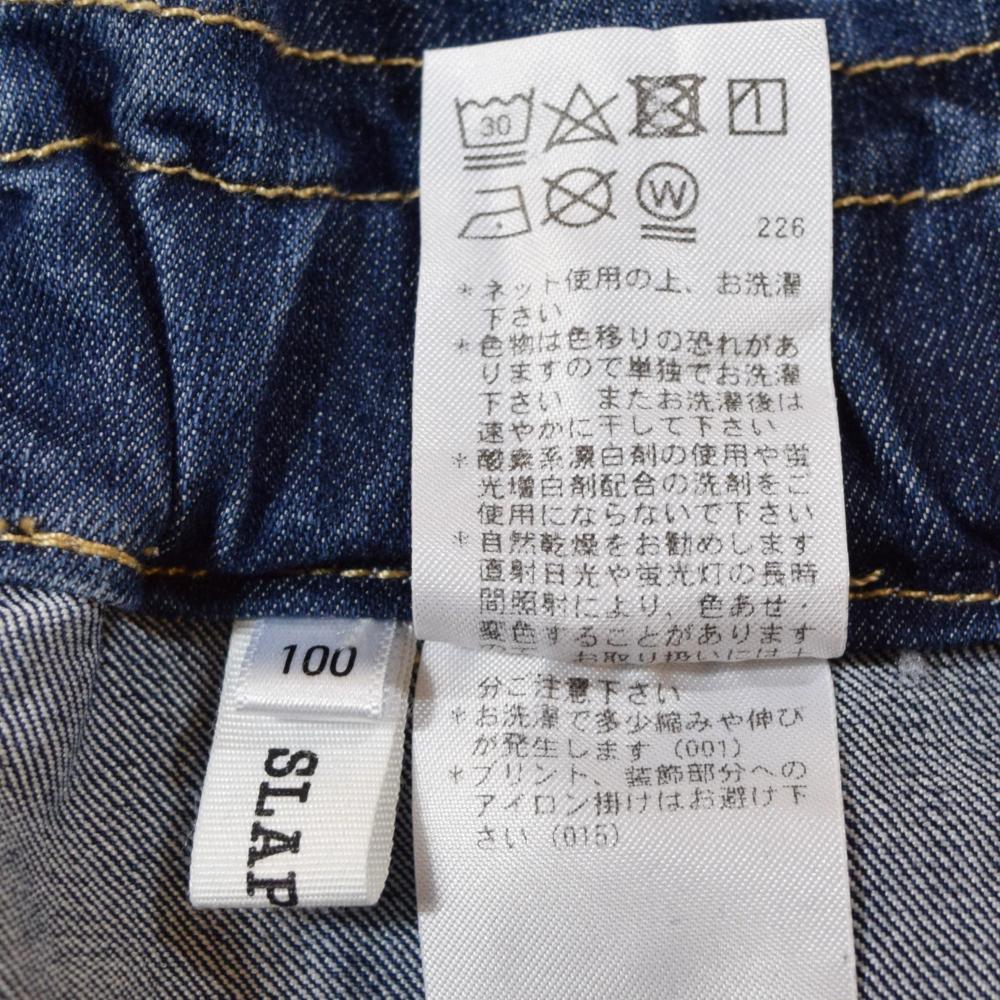 30
W
226
*ネット使用の上、お洗濯
下さい
*色物は色移りの恐れがあ
りますので単独でお洗濯
下さい またお洗濯後は
速やかに干して下さい
*酸素系漂白剤の使用や蛍
光増白剤配合の洗剤をご
使用にならないで下さい
*自然乾燥をお勧めします
直射日光や蛍光灯の長時
間照射により、色あせ・
変色することがあります
お取り扱いには
分ご注意下さい
*お洗濯で多少縮みや伸び
が発生します(001)
*プリント、装飾部分への
アイロン掛けはお避け下
さい(015)
100
SLAP